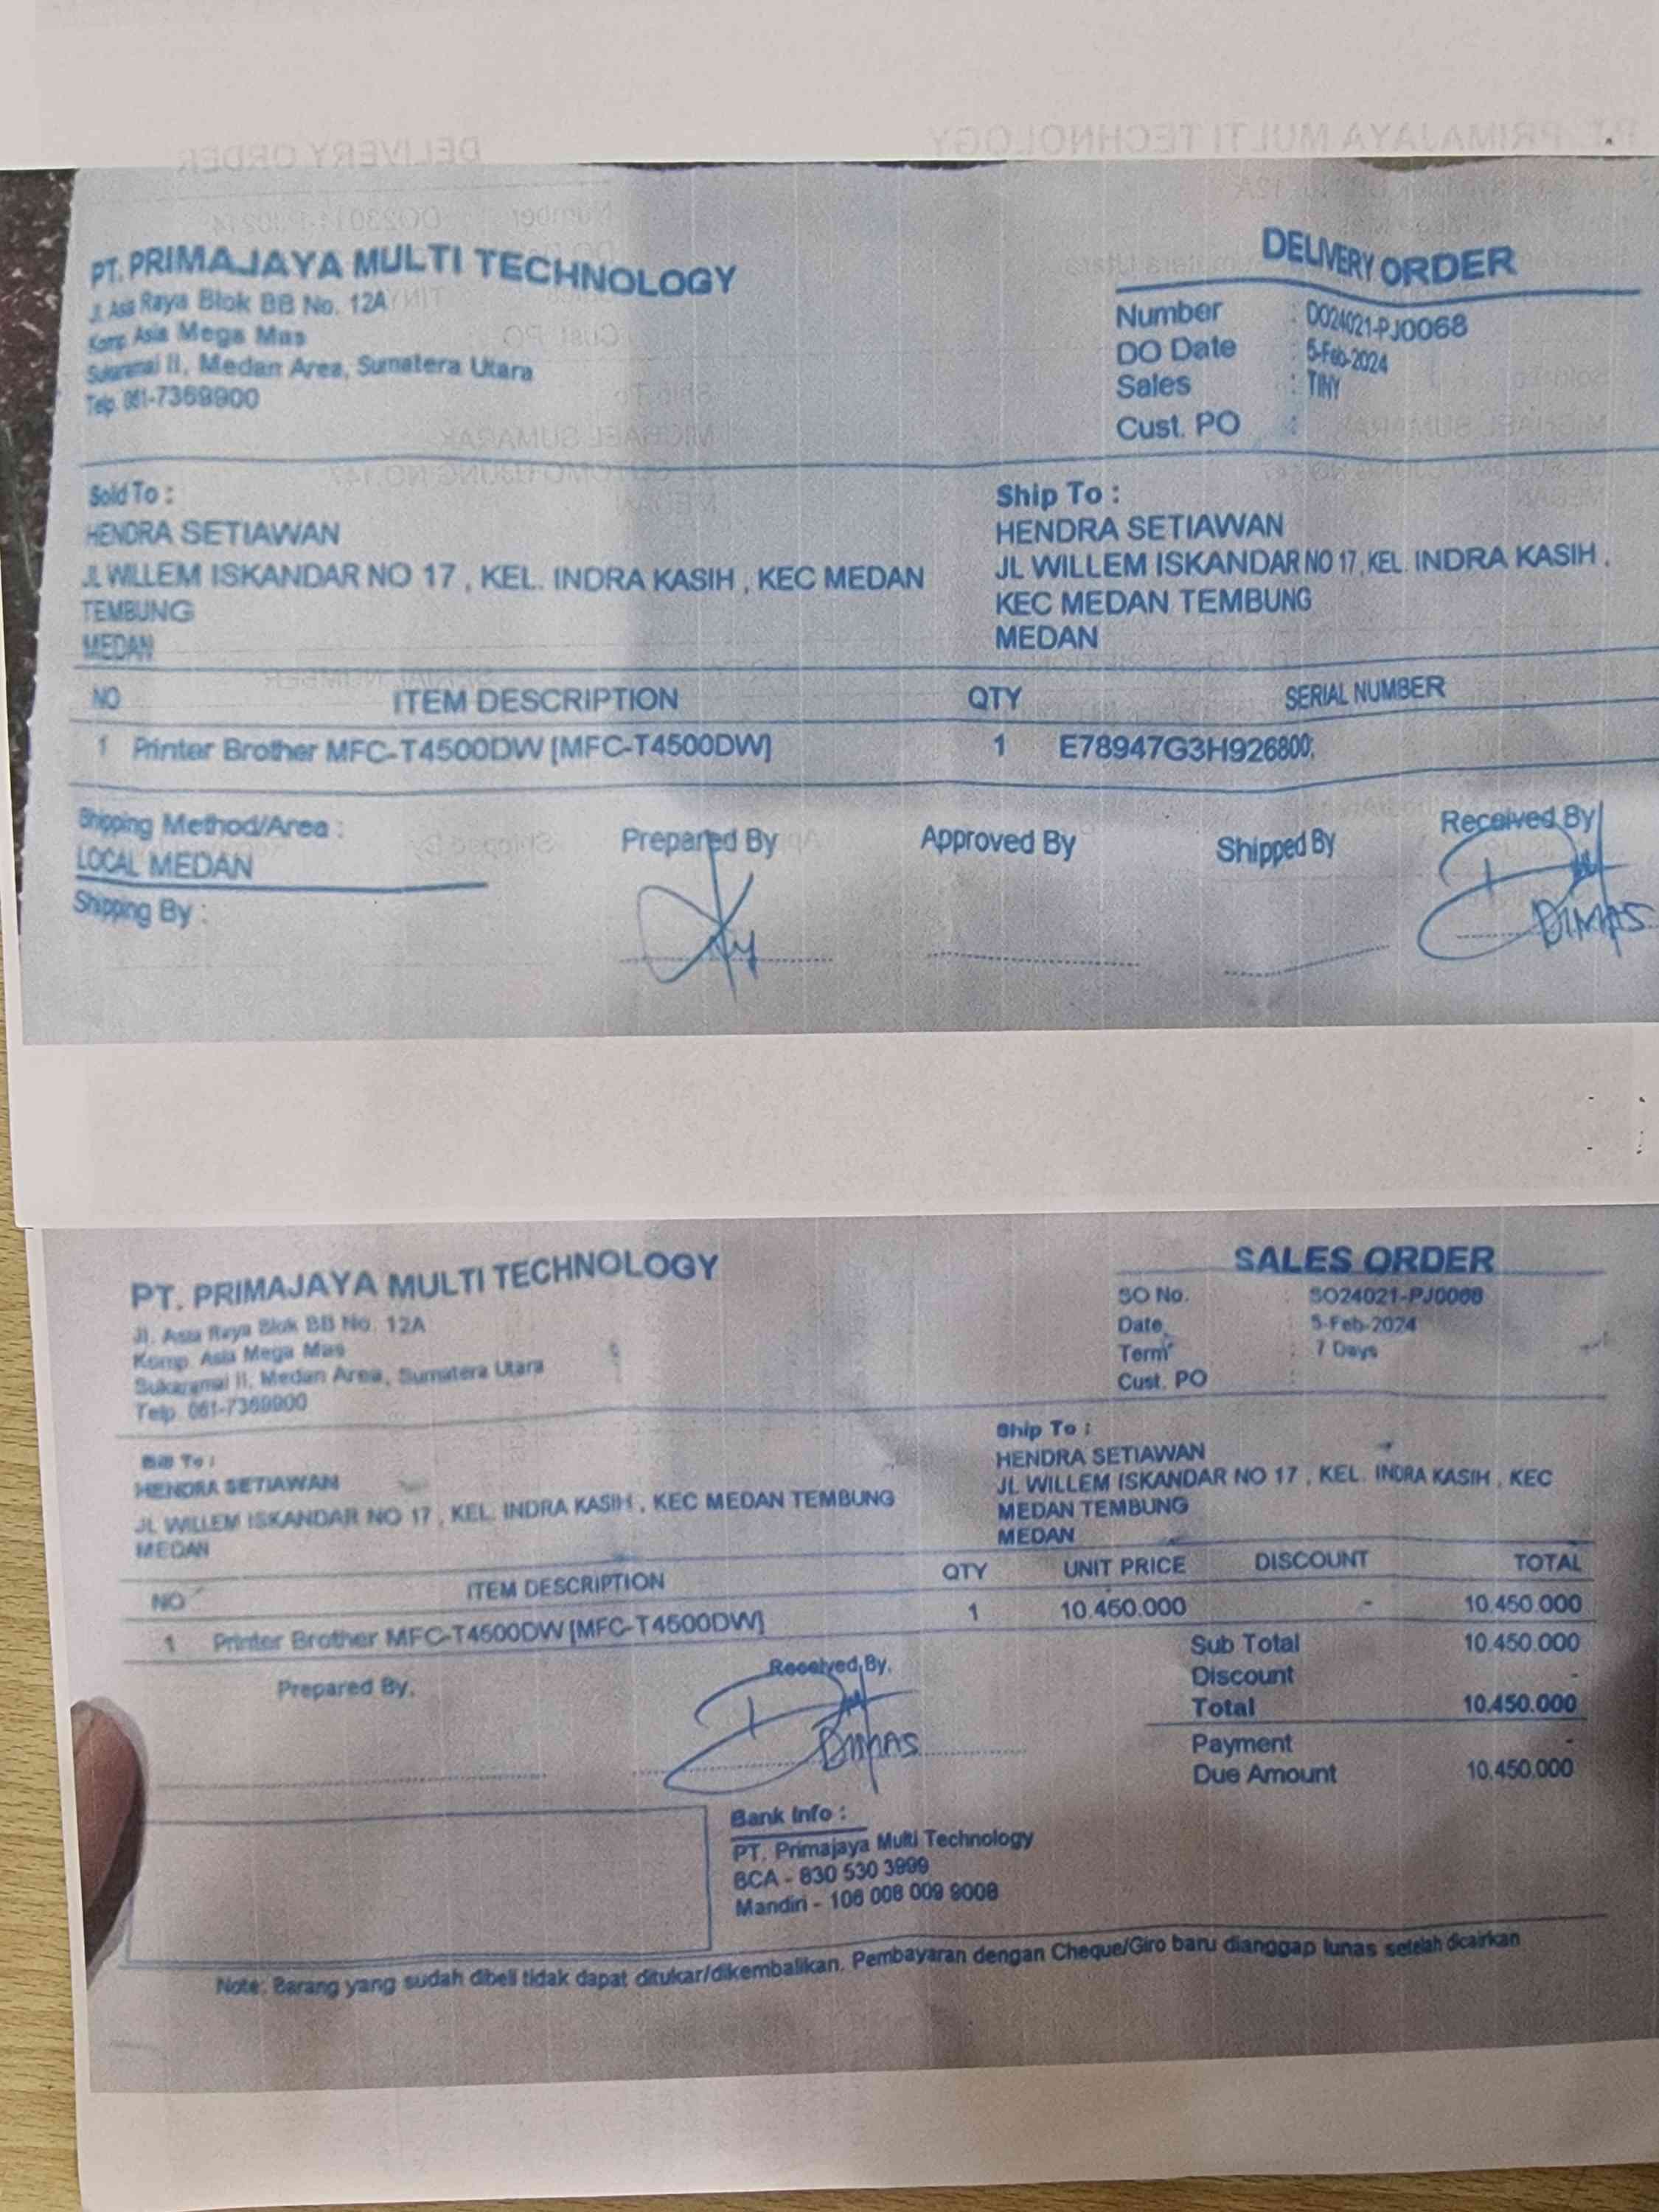 PT. PRIMAJAYA MULTI TECHNOLOGY
Jl. Asia Raya Blok BB No. 12A
Komp. Asia Mega Mas
Sukaramai II, Medan Area, Sumatera Utara
Telp. 061-7369900
DELIVERY ORDER
Number : DO24021-PJ0068
DO Date : 5-Feb-2024
Sales : TINY
Cust. PO :
Sold To :
HENDRA SETIAWAN
JL WILLEM ISKANDAR NO 17 , KEL. INDRA KASIH , KEC MEDAN
TEMBUNG
MEDAN
Ship To :
HENDRA SETIAWAN
JL WILLEM ISKANDAR NO 17 , KEL. INDRA KASIH ,
KEC MEDAN TEMBUNG
MEDAN
NO ITEM DESCRIPTION QTY SERIAL NUMBER
1 Printer Brother MFC-T4500DW [MFC-T4500DW] 1 E78947G3H926800;
Shipping Method/Area :
LOCAL MEDAN
Shipping By :
Prepared By Approved By Shipped By Received By
DIMAS
PT. PRIMAJAYA MULTI TECHNOLOGY
Jl. Asia Raya Blok BB No. 12A
Komp. Asia Mega Mas
Sukaramai II, Medan Area, Sumatera Utara
Telp. 061-7369900
SALES ORDER
SO No. : SO24021-PJ0068
Date : 5-Feb-2024
Term : 7 Days
Cust. PO :
Bill To :
HENDRA SETIAWAN
JL WILLEM ISKANDAR NO 17 , KEL. INDRA KASIH , KEC MEDAN TEMBUNG
MEDAN
Ship To :
HENDRA SETIAWAN
JL WILLEM ISKANDAR NO 17 , KEL. INDRA KASIH , KEC
MEDAN TEMBUNG
MEDAN
NO ITEM DESCRIPTION QTY UNIT PRICE DISCOUNT TOTAL
1 Printer Brother MFC-T4500DW [MFC-T4500DW] 1 10.450.000 - 10.450.000
Sub Total 10.450.000
Discount -
Total 10.450.000
Payment -
Due Amount 10.450.000
Prepared By, Received By,
DIMAS
Bank Info :
PT. Primajaya Multi Technology
BCA - 830 530 3999
Mandiri - 106 008 009 9008
Note: Barang yang sudah dibeli tidak dapat ditukar/dikembalikan. Pembayaran dengan Cheque/Giro baru dianggap lunas setelah dicairkan